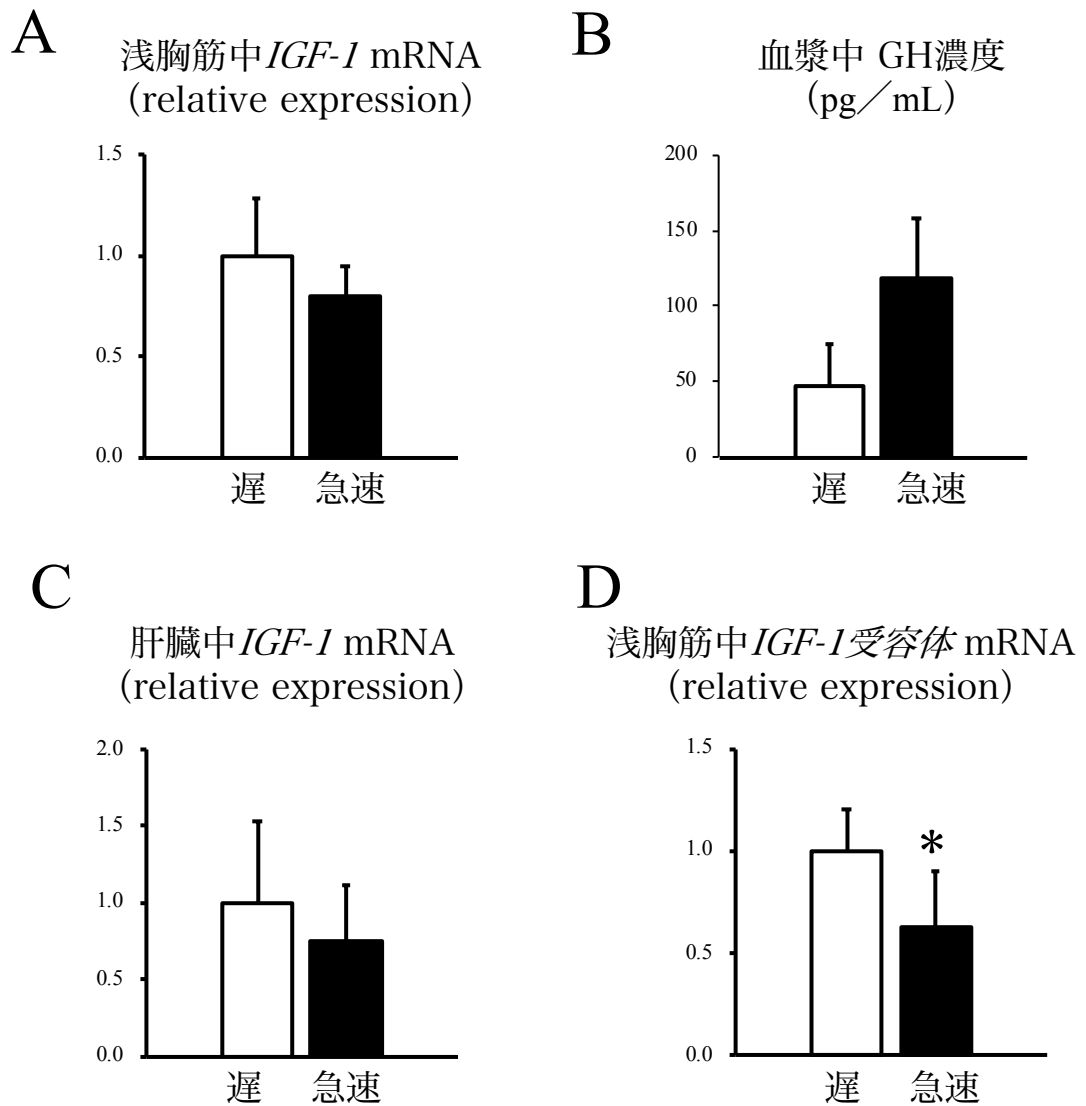 A
浅胸筋中IGF-1 mRNA
(relative expression)
1.5
1.0
0.5
0.0
遅 急速
B
血漿中 GH濃度
(pg/mL)
200
150
100
50
0
遅 急速
C
肝臓中IGF-1 mRNA
(relative expression)
2.0
1.5
1.0
0.5
0.0
遅 急速
D
浅胸筋中IGF-1受容体 mRNA
(relative expression)
1.5
1.0
0.5
0.0
*
遅 急速